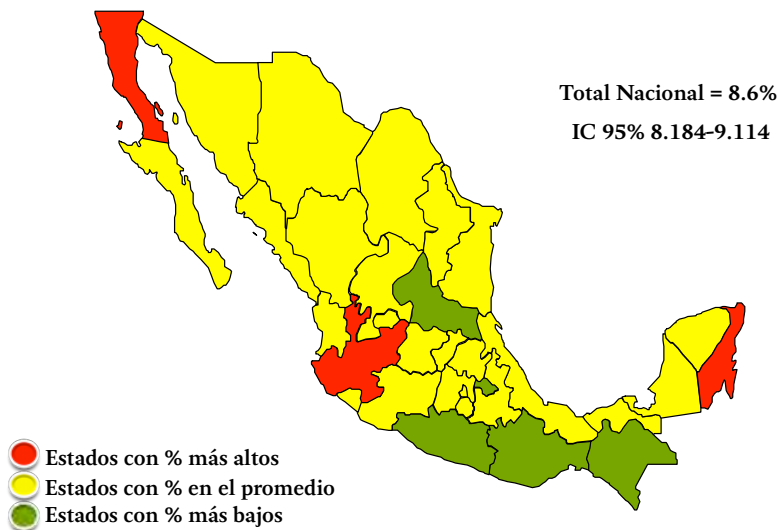 Total Nacional = 8.6%
IC 95% 8.184-9.114
Estados con % más altos
Estados con % en el promedio
Estados con % más bajos